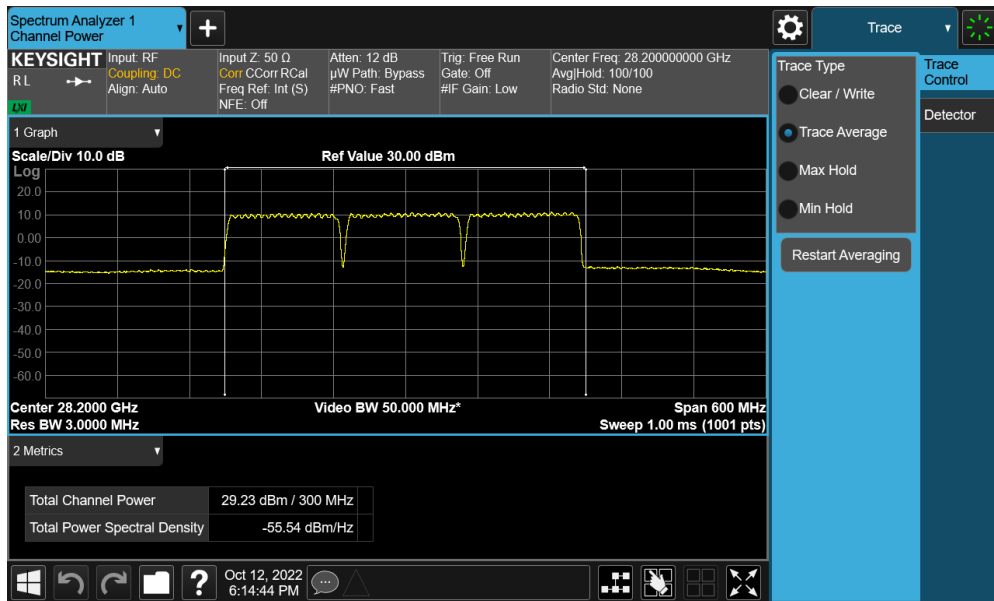 Spectrum Analyzer 1
Channel Power
Trace
KEYSIGHT
R L
LXI
Input: RF
Coupling: DC
Align: Auto
Input Z: 50 Ω
Corr CCorr RCal
Freq Ref: Int (S)
NFE: Off
Atten: 12 dB
µW Path: Bypass
#PNO: Fast
Trig: Free Run
Gate: Off
#IF Gain: Low
Center Freq: 28.200000000 GHz
Avg|Hold: 100/100
Radio Std: None
1 Graph
Scale/Div 10.0 dB
Ref Value 30.00 dBm
Log
20.0
10.0
0.00
-10.0
-20.0
-30.0
-40.0
-50.0
-60.0
Center 28.2000 GHz
Video BW 50.000 MHz*
Span 600 MHz
Res BW 3.0000 MHz
Sweep 1.00 ms (1001 pts)
2 Metrics
Total Channel Power 29.23 dBm / 300 MHz
Total Power Spectral Density -55.54 dBm/Hz
Oct 12, 2022
6:14:44 PM
Trace Type
Clear / Write
Trace Average
Max Hold
Min Hold
Restart Averaging
Trace
Control
Detector